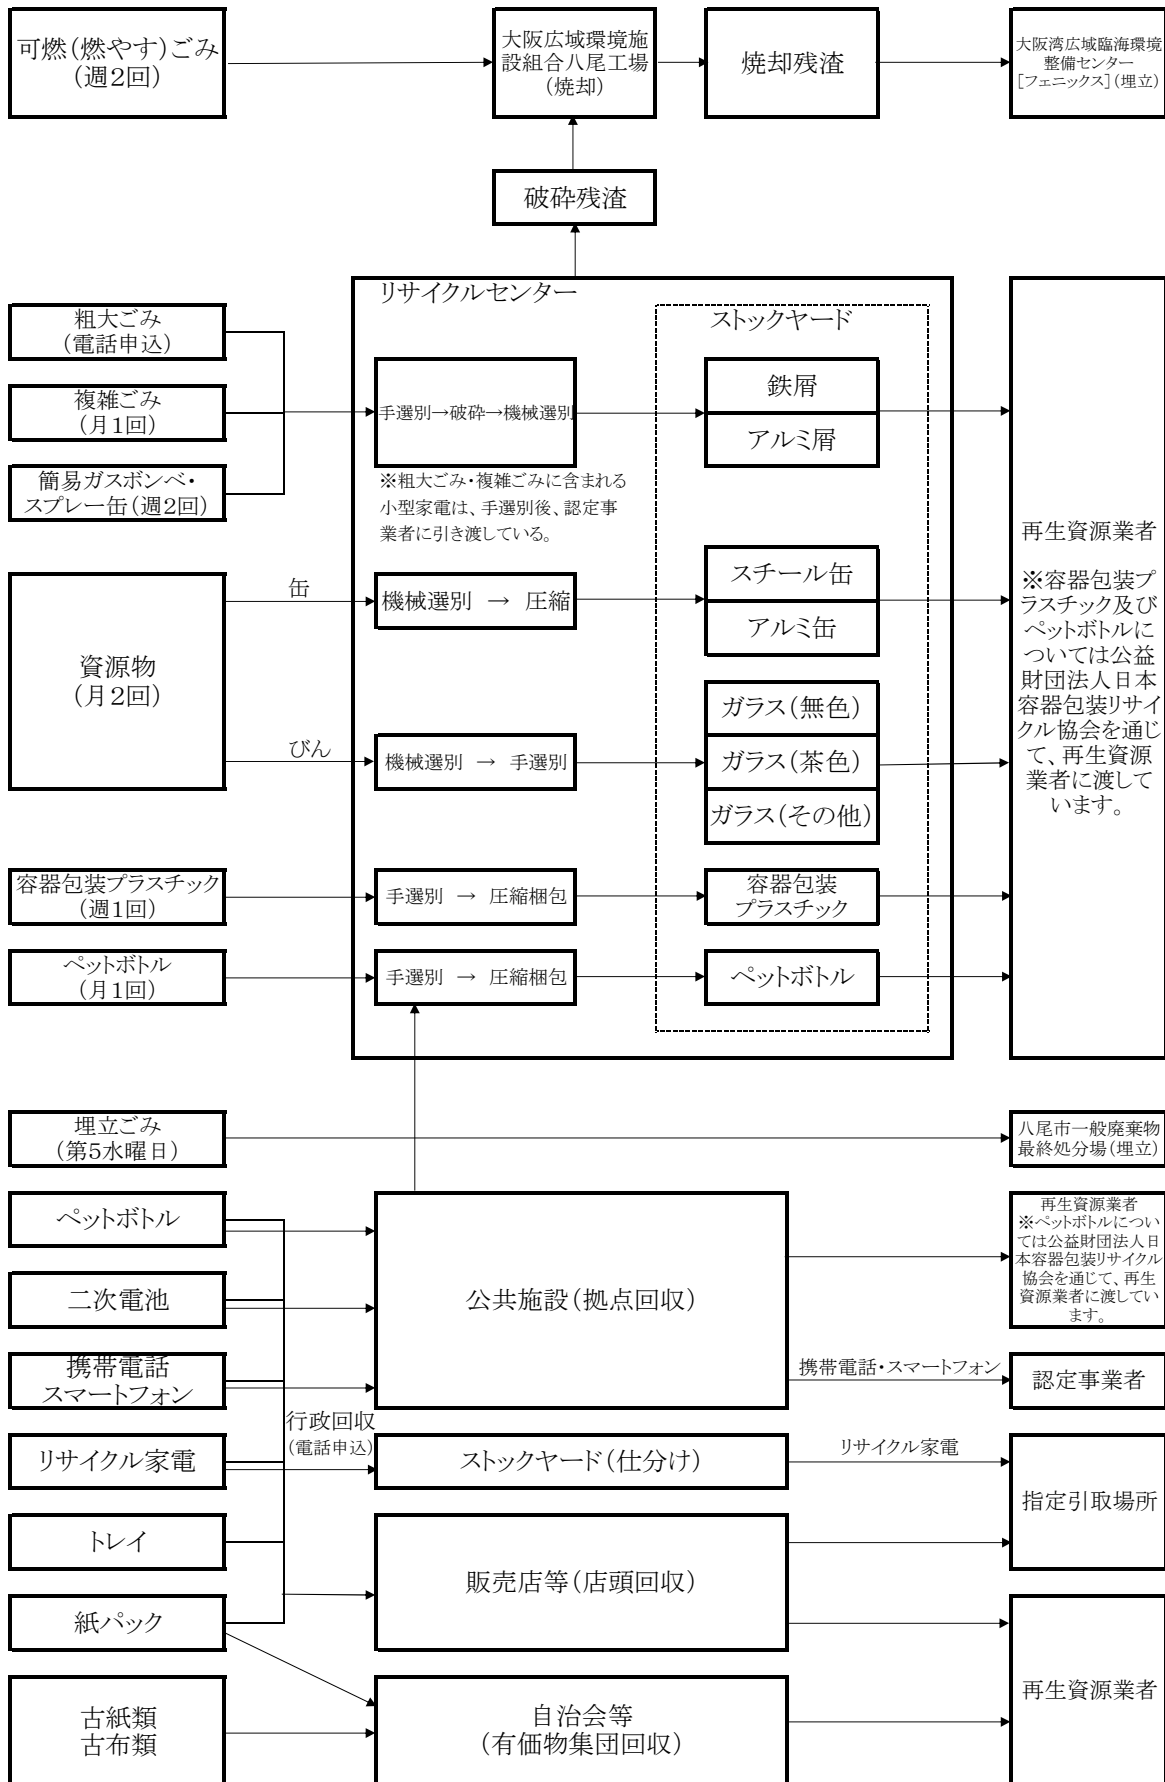 可燃(燃やす)ごみ
(週2回)
大阪広域環境施
設組合八尾工場
(焼却)
焼却残渣
大阪湾広域臨海環境
整備センター
[フェニックス](埋立)
破砕残渣
リサイクルセンター
ストックヤード
粗大ごみ
(電話申込)
複雑ごみ
(月1回)
簡易ガスボンベ・
スプレー缶(週2回)
手選別→破砕→機械選別
鉄屑
アルミ屑
※粗大ごみ・複雑ごみに含まれる
小型家電は、手選別後、認定事
業者に引き渡している。
資源物
(月2回)
缶
機械選別 → 圧縮
スチール缶
アルミ缶
びん
機械選別 → 手選別
ガラス(無色)
ガラス(茶色)
ガラス(その他)
容器包装プラスチック
(週1回)
手選別 → 圧縮梱包
容器包装
プラスチック
ペットボトル
(月1回)
手選別 → 圧縮梱包
ペットボトル
再生資源業者
※容器包装プ
ラスチック及び
ペットボトルに
ついては公益
財団法人日本
容器包装リサイ
クル協会を通じ
て、再生資源
業者に渡して
います。
埋立ごみ
(第5水曜日)
八尾市一般廃棄物
最終処分場(埋立)
ペットボトル
二次電池
携帯電話
スマートフォン
公共施設(拠点回収)
再生資源業者
※ペットボトルについ
ては公益財団法人日
本容器包装リサイクル
協会を通じて、再生
資源業者に渡してい
ます。
携帯電話・スマートフォン
認定事業者
リサイクル家電
行政回収
(電話申込)
ストックヤード(仕分け)
リサイクル家電
指定引取場所
トレイ
販売店等(店頭回収)
紙パック
古紙類
古布類
自治会等
(有価物集団回収)
再生資源業者